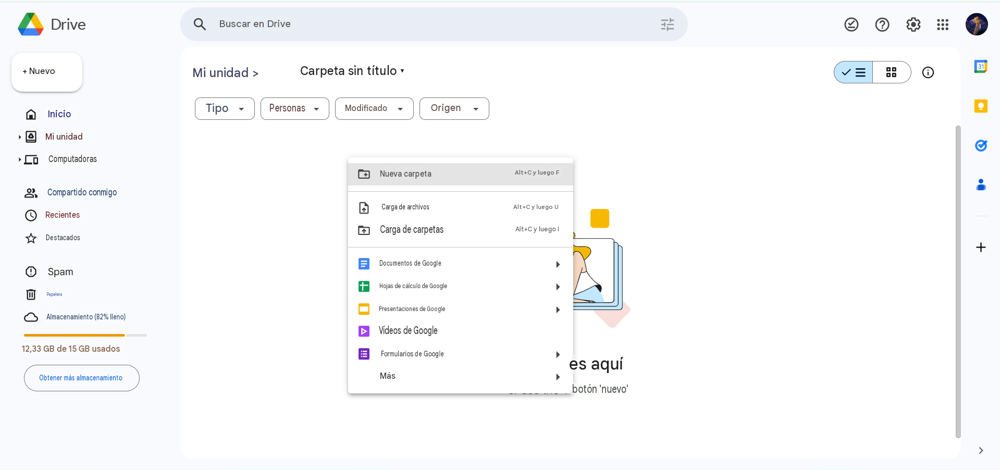 Drive
Buscar en Drive
+ Nuevo
Mi unidad >
Carpeta sin título
Tipo
Personas
Modificado
Origen
Inicio
Mi unidad
Computadoras
Compartido conmigo
Recientes
Destacados
Spam
Papelera
Almacenamiento (82% lleno)
12,33 GB de 15 GB usados
Obtener más almacenamiento
Nueva carpeta Alt+C y luego F
Carga de archivos Alt+C y luego U
Carga de carpetas Alt+C y luego I
Documentos de Google
Hojas de cálculo de Google
Presentaciones de Google
Vídeos de Google
Formularios de Google
Más
es aquí
botón 'nuevo'
31